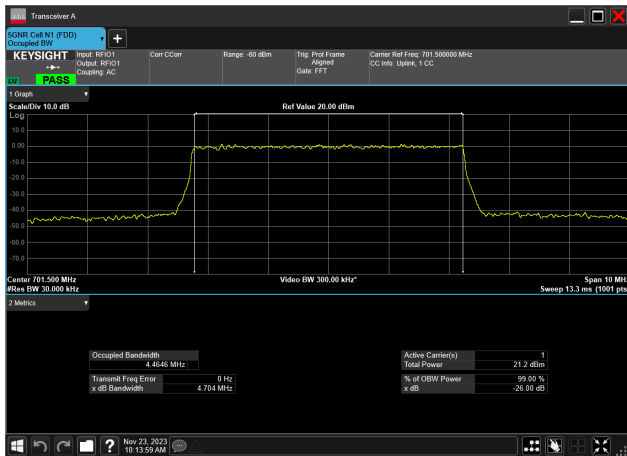 Transceiver A
5GNR Cell N1 (FDD)
Occupied BW
KEYSIGHT
LXI
PASS
Input: RFIO1
Output: RFIO1
Coupling: AC
Corr CCorr
Range: -60 dBm
Trig: Prot Frame
Aligned
Gate: FFT
Carrier Ref Freq: 701.500000 MHz
CC Info: Uplink, 1 CC
1 Graph
Scale/Div 10.0 dB
Ref Value 20.00 dBm
Log
10.0
0.00
-10.0
-20.0
-30.0
-40.0
-50.0
-60.0
-70.0
Center 701.500 MHz
Video BW 300.00 kHz*
Span 10 MHz
#Res BW 30.000 kHz
Sweep 13.3 ms (1001 pts)
2 Metrics
Occupied Bandwidth
4.4646 MHz
Transmit Freq Error 0 Hz
x dB Bandwidth 4.704 MHz
Active Carrier(s) 1
Total Power 21.2 dBm
% of OBW Power 99.00 %
x dB -26.00 dB
Nov 23, 2023
10:13:59 AM